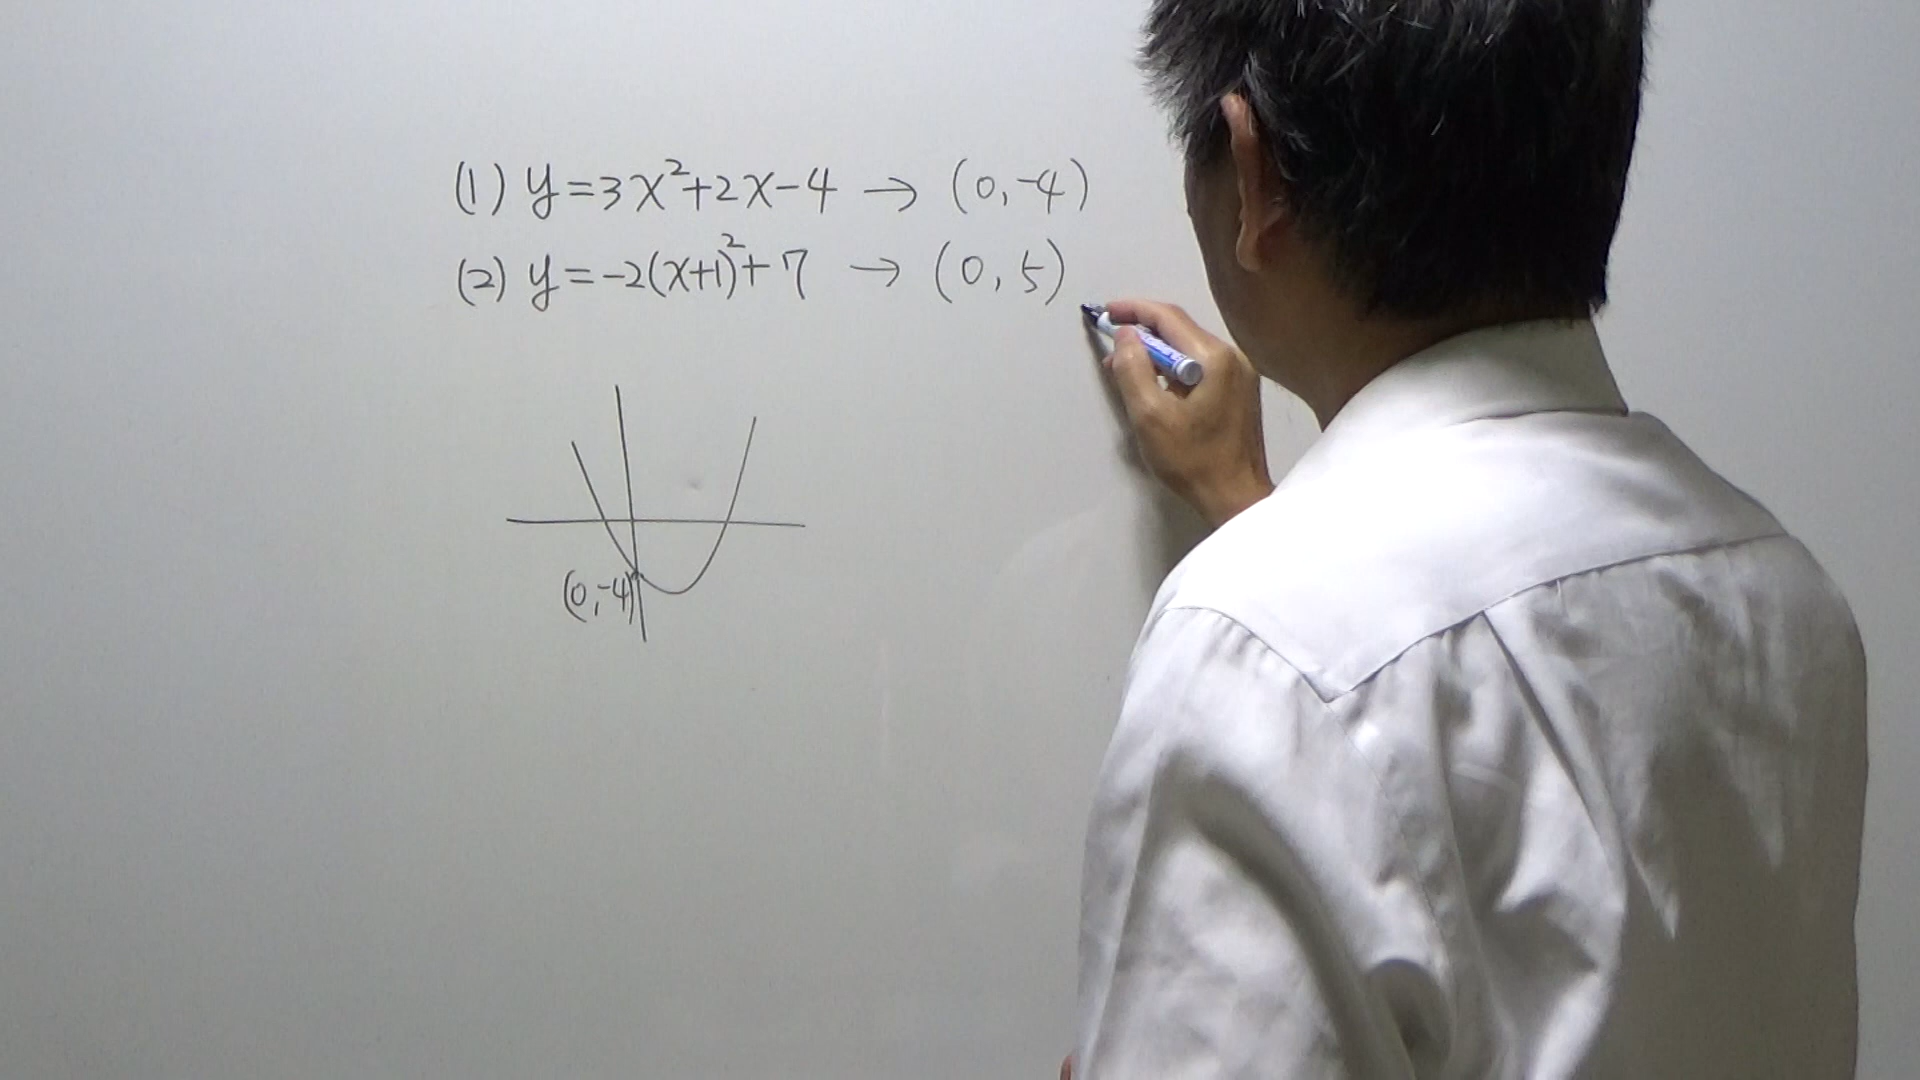 (1) y=3x²+2x-4 → (0,-4)
(2) y=-2(x+1)²+7 → (0,5)
(0,-4)